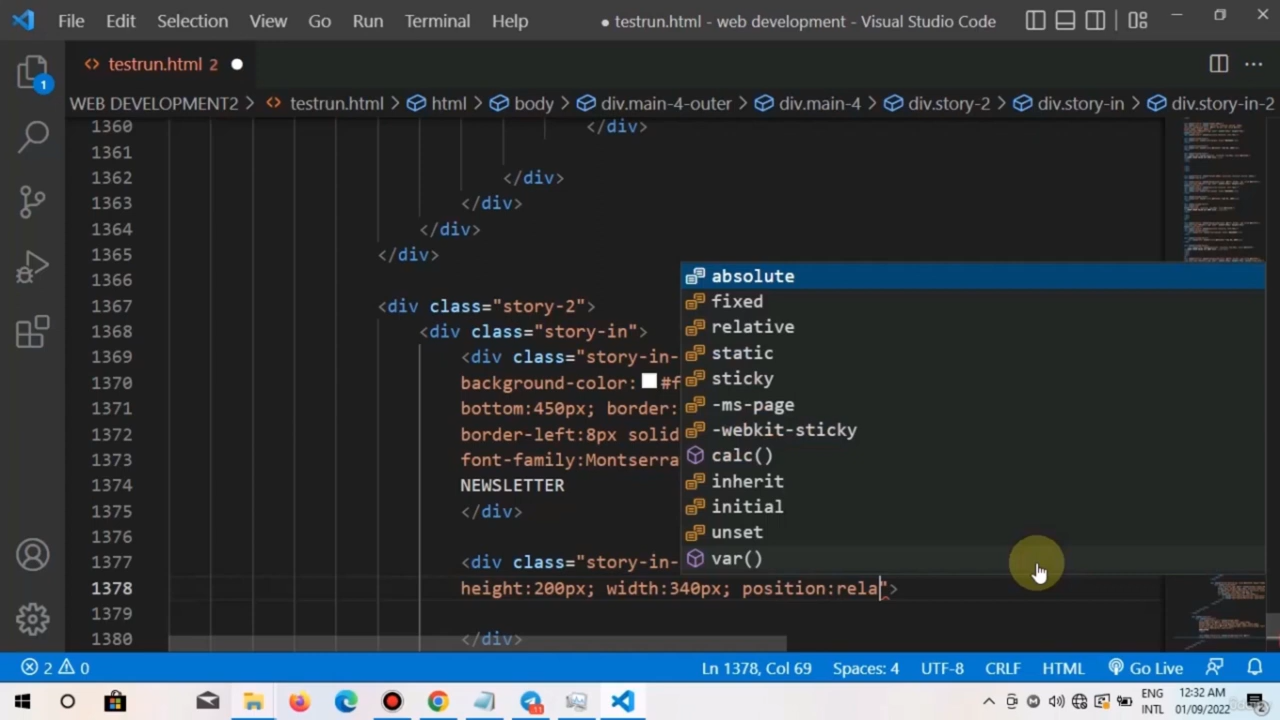 File Edit Selection View Go Run Terminal Help ● testrun.html - web development - Visual Studio Code
<> testrun.html 2
1
WEB DEVELOPMENT2 > <> testrun.html > html > body > div.main-4-outer > div.main-4 > div.story-2 > div.story-in > div.story-in-2
1360 </div>
1361
1362 </div>
1363 </div>
1364 </div>
1365 </div>
1366
1367 <div class="story-2">
1368 <div class="story-in">
1369 <div class="story-in-
1370 background-color: #f
1371 bottom:450px; border:
1372 border-left:8px solid
1373 font-family:Montserra
1374 NEWSLETTER
1375 </div>
1376
1377 <div class="story-in-
1378 height:200px; width:340px; position:rela">
1379
1380 </div>
absolute
fixed
relative
static
sticky
-ms-page
-webkit-sticky
calc()
inherit
initial
unset
var()
2 0 Ln 1378, Col 69 Spaces: 4 UTF-8 CRLF HTML Go Live
11 ENG INTL 12:32 AM 01/09/2022 2